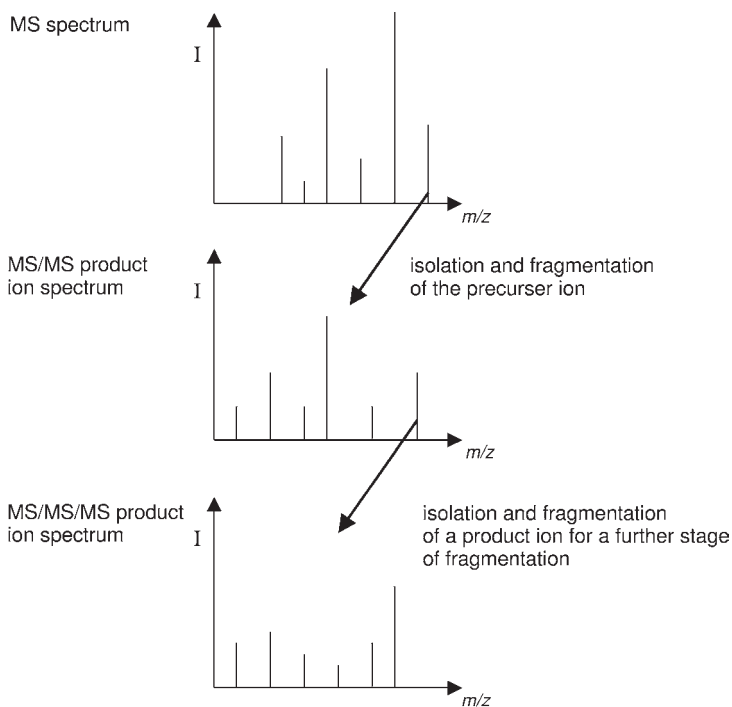 MS spectrum
I
m/z
MS/MS product
ion spectrum
I
isolation and fragmentation
of the precurser ion
m/z
MS/MS/MS product
ion spectrum
I
isolation and fragmentation
of a product ion for a further stage
of fragmentation
m/z